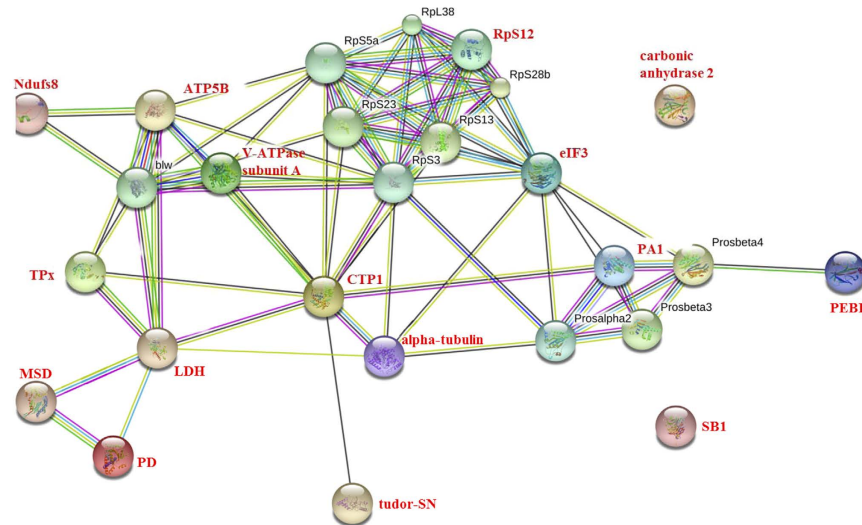 RpL38
RpS5a
RpS12
carbonic
anhydrase 2
RpS28b
Ndufs8
ATP5B
RpS23
RpS13
V-ATPase
subunit A
blw
RpS3
eIF3
PA1
Prosbeta4
TPx
CTP1
Prosalpha2
Prosbeta3
alpha-tubulin
LDH
MSD
PD
SB1
tudor-SN